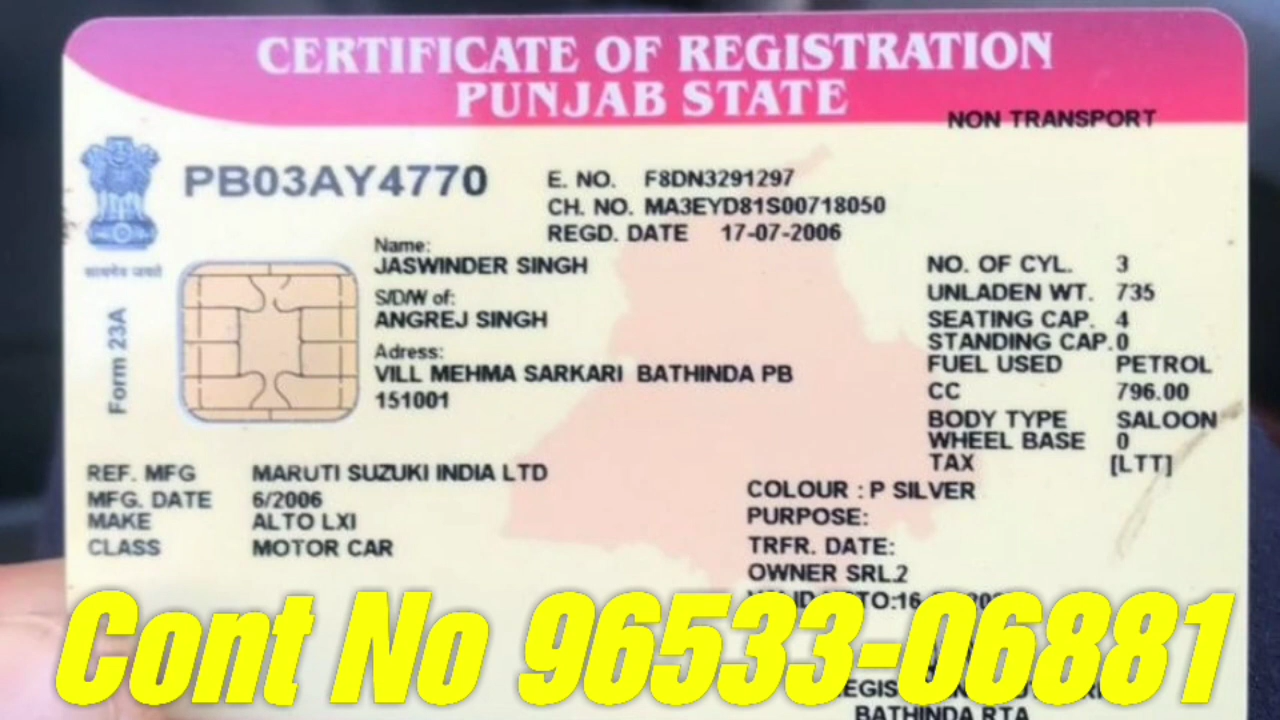 CERTIFICATE OF REGISTRATION
PUNJAB STATE
NON TRANSPORT
PB03AY4770
E. NO. F8DN3291297
CH. NO. MA3EYD81S00718050
REGD. DATE 17-07-2006
सत्यमेव जयते
Form 23A
Name:
JASWINDER SINGH
S/D/W of:
ANGREJ SINGH
Adress:
VILL MEHMA SARKARI BATHINDA PB
151001
NO. OF CYL. 3
UNLADEN WT. 735
SEATING CAP. 4
STANDING CAP. 0
FUEL USED PETROL
CC 796.00
BODY TYPE SALOON
WHEEL BASE 0
TAX [LTT]
REF. MFG MARUTI SUZUKI INDIA LTD
MFG. DATE 6/2006
MAKE ALTO LXI
CLASS MOTOR CAR
COLOUR : P SILVER
PURPOSE:
TRFR. DATE:
OWNER SRL.2
Cont No 96533-06881
BATHINDA RTA